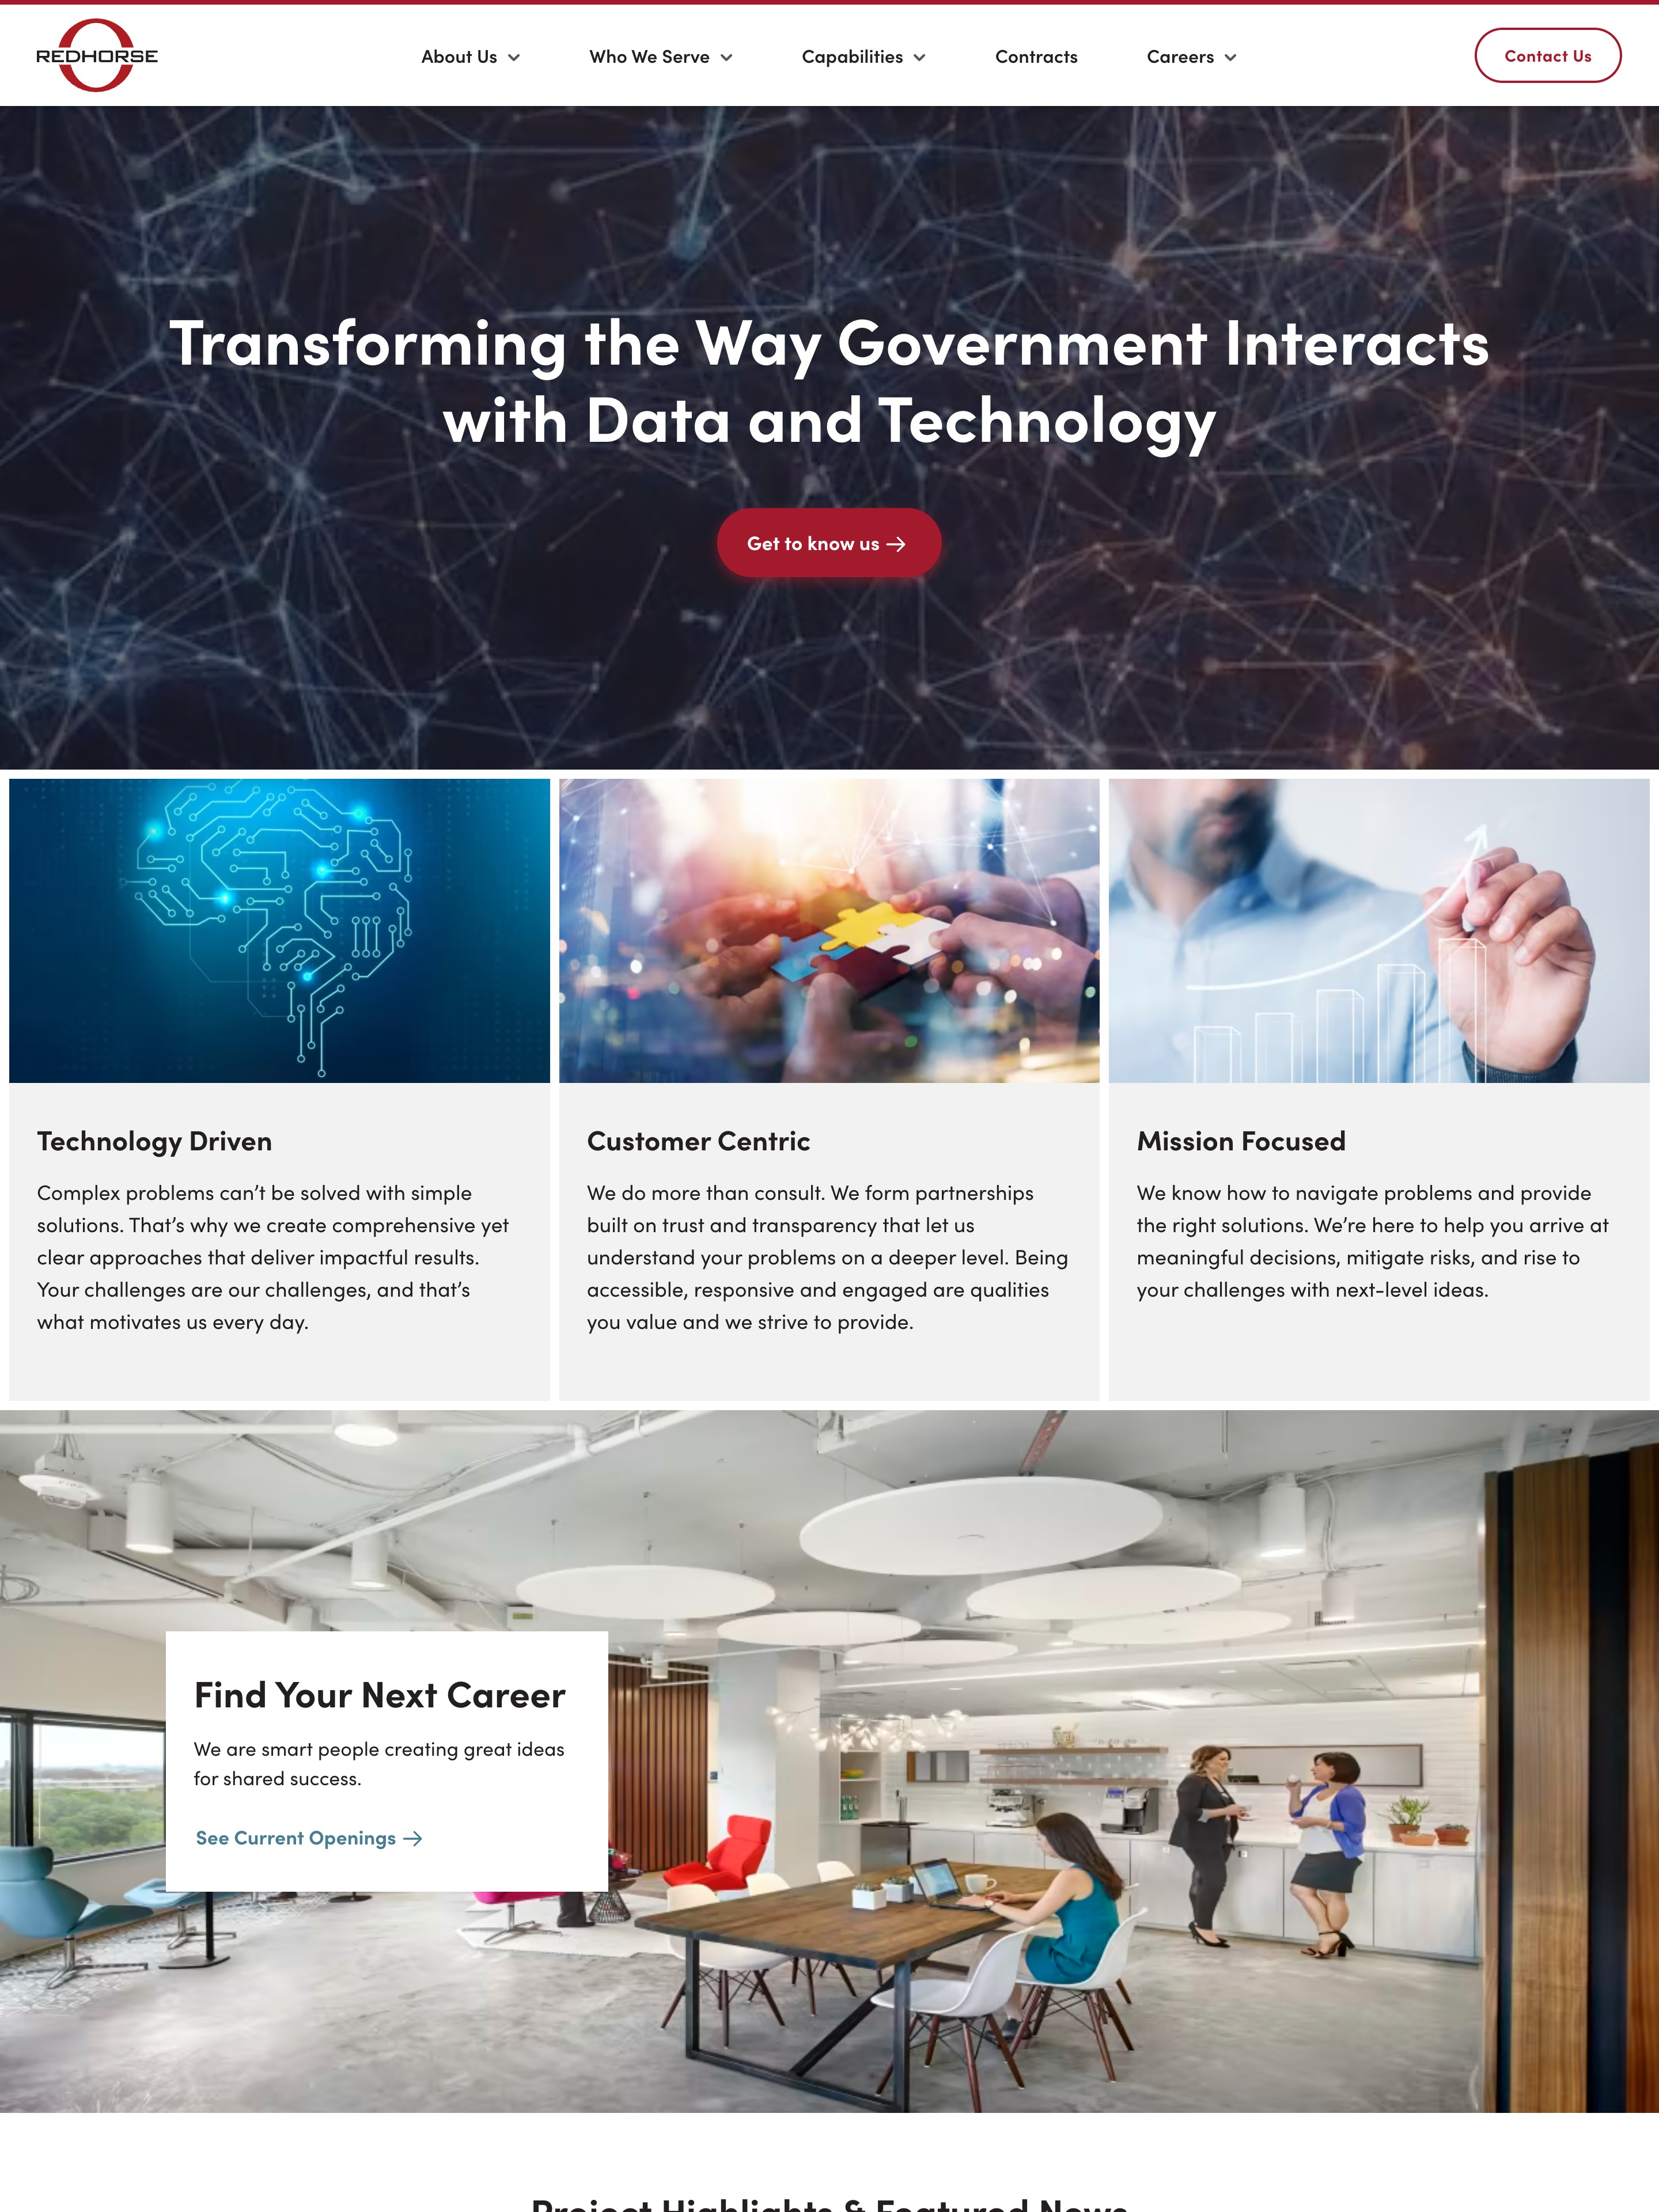 REDHORSE
About Us
Who We Serve
Capabilities
Contracts
Careers
Contact Us
Transforming the Way Government Interacts
with Data and Technology
Get to know us
Technology Driven
Complex problems can’t be solved with simple
solutions. That’s why we create comprehensive yet
clear approaches that deliver impactful results.
Your challenges are our challenges, and that’s
what motivates us every day.
Customer Centric
We do more than consult. We form partnerships
built on trust and transparency that let us
understand your problems on a deeper level. Being
accessible, responsive and engaged are qualities
you value and we strive to provide.
Mission Focused
We know how to navigate problems and provide
the right solutions. We’re here to help you arrive at
meaningful decisions, mitigate risks, and rise to
your challenges with next-level ideas.
Find Your Next Career
We are smart people creating great ideas
for shared success.
See Current Openings
Project Highlights & Featured News